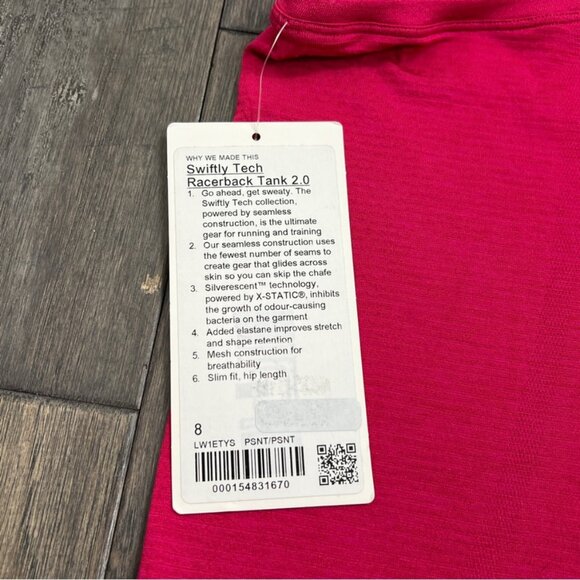 WHY WE MADE THIS
Swiftly Tech
Racerback Tank 2.0
1. Go ahead, get sweaty. The
Swiftly Tech collection,
powered by seamless
construction, is the ultimate
gear for running and training
2. Our seamless construction uses
the fewest number of seams to
create gear that glides across
skin so you can skip the chafe
3. Silverescent™ technology,
powered by X-STATIC®, inhibits
the growth of odour-causing
bacteria on the garment
4. Added elastane improves stretch
and shape retention
5. Mesh construction for
breathability
6. Slim fit, hip length
8
LW1ETYS PSNT/PSNT
000154831670